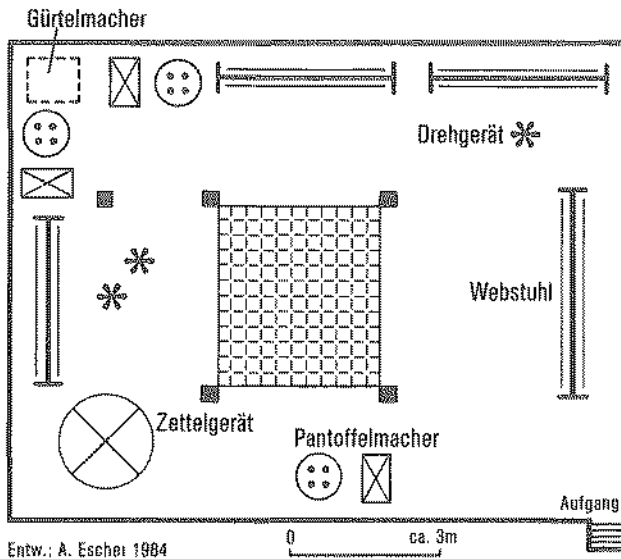 Gürtelmacher
Drehgerät
Webstuhl
Zettelgerät
Pantoffelmacher
Aufgang
Entw.: A. Escher 1984
0 ca. 3m